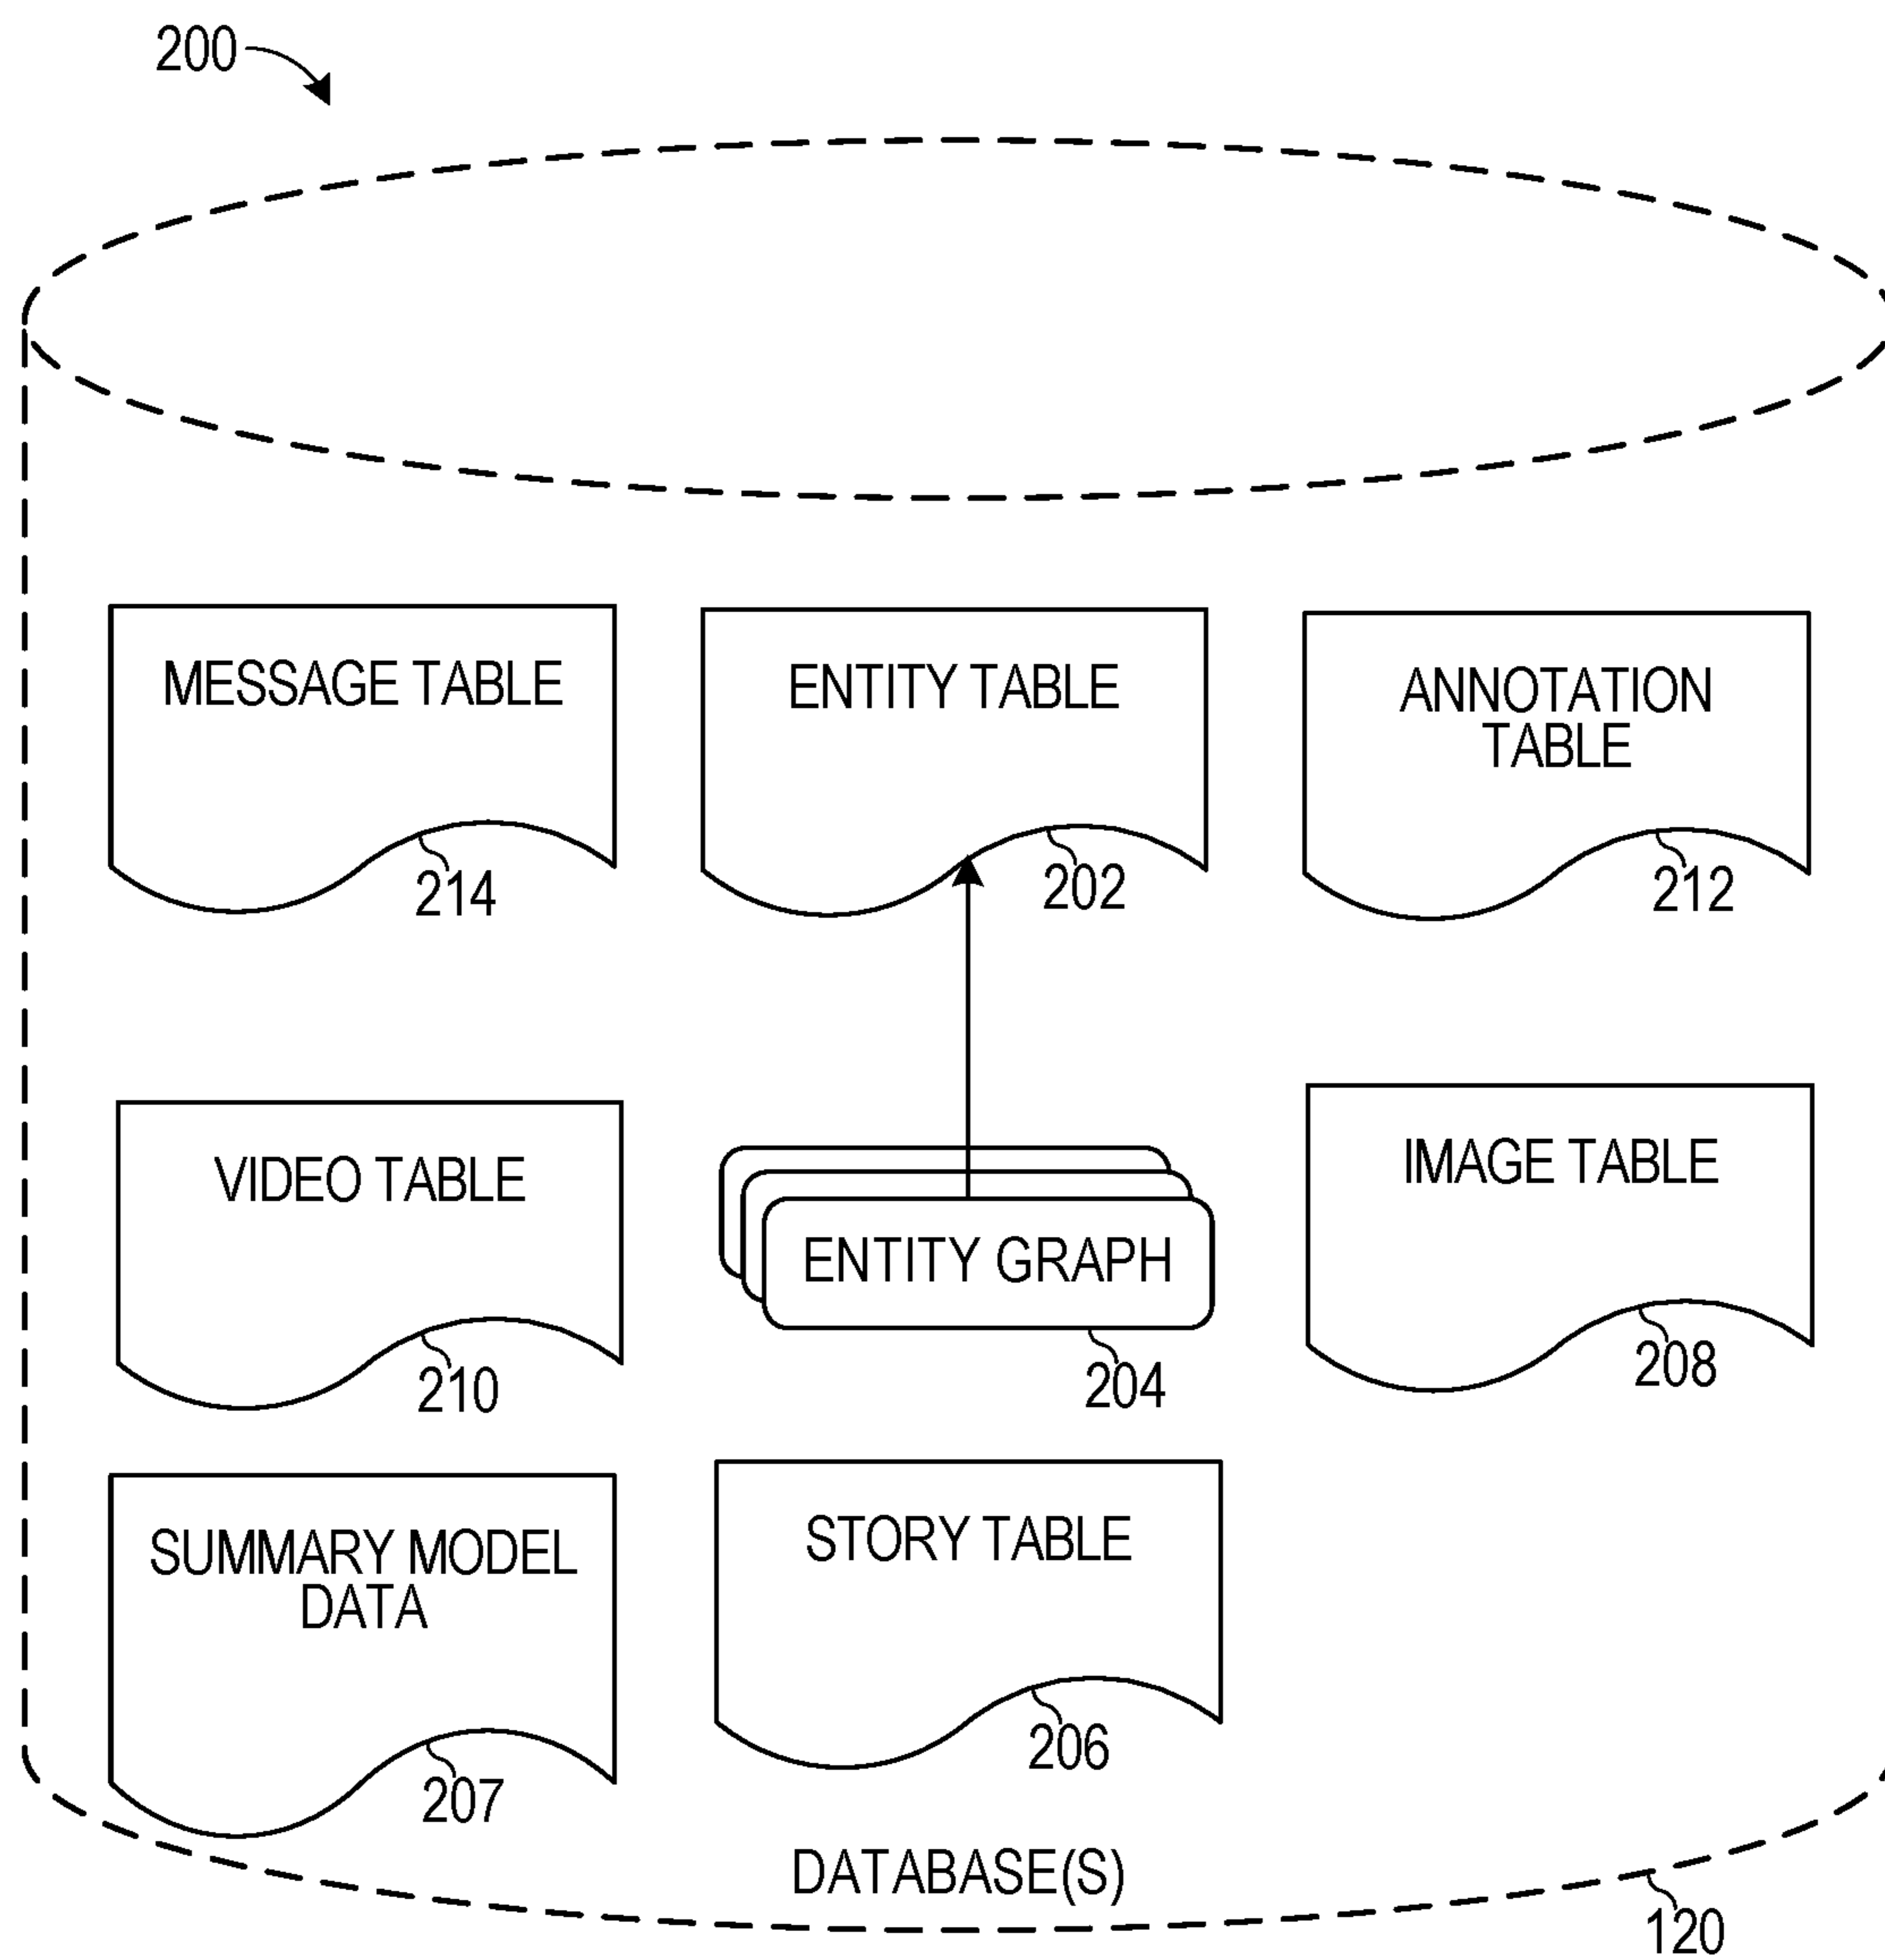 200
MESSAGE TABLE
214
ENTITY TABLE
202
ANNOTATION
TABLE
212
VIDEO TABLE
210
ENTITY GRAPH
204
IMAGE TABLE
208
SUMMARY MODEL
DATA
207
STORY TABLE
206
DATABASE(S)
120